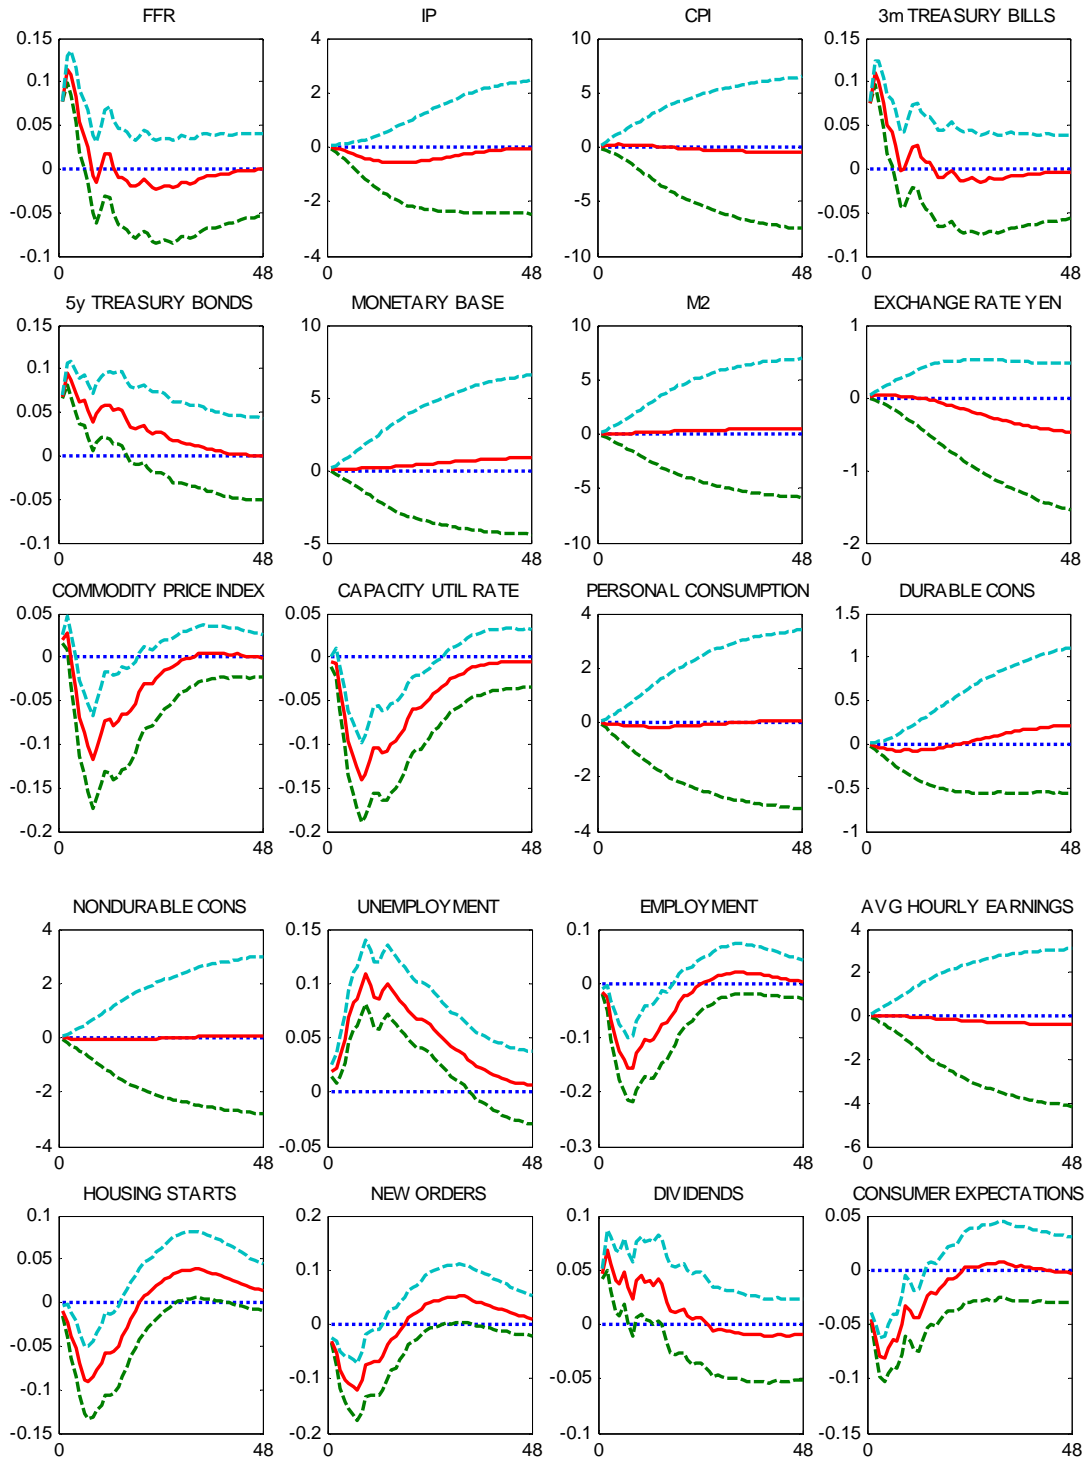 FFR IP CPI 3m TREASURY BILLS
0.15 4 10 0.15
0.1 2 5 0.1
0.05 0.05
0 0 0 0
-0.05 -2 -5 -0.05
-0.1 -4 -10 -0.1
0 48 0 48 0 48 0 48
5y TREASURY BONDS MONETARY BASE M2 EXCHANGE RATE YEN
0.15 10 10 1
0.1 5 5 0
0.05
0 0 0 -1
-0.05 -5
-0.1 -5 -10 -2
0 48 0 48 0 48 0 48
COMMODITY PRICE INDEX CAPACITY UTIL RATE PERSONAL CONSUMPTION DURABLE CONS
0.05 0.05 4 1.5
0 0 2 1
-0.05 -0.05 0 0.5
-0.1 -0.1 0
-0.15 -0.15 -2 -0.5
-0.2 -0.2 -4 -1
0 48 0 48 0 48 0 48
NONDURABLE CONS UNEMPLOYMENT EMPLOYMENT AVG HOURLY EARNINGS
4 0.15 0.1 4
2 0.1 0 2
0 0.05 -0.1 0
-2 0 -0.2 -2
-4
-4 -0.05 -0.3 -6
0 48 0 48 0 48 0 48
HOUSING STARTS NEW ORDERS DIVIDENDS CONSUMER EXPECTATIONS
0.1 0.2 0.1 0.05
0.05 0.1 0.05 0
0 0 0 -0.05
-0.05 -0.1 -0.05 -0.1
-0.1
-0.15 -0.2 -0.1 -0.15
0 48 0 48 0 48 0 48